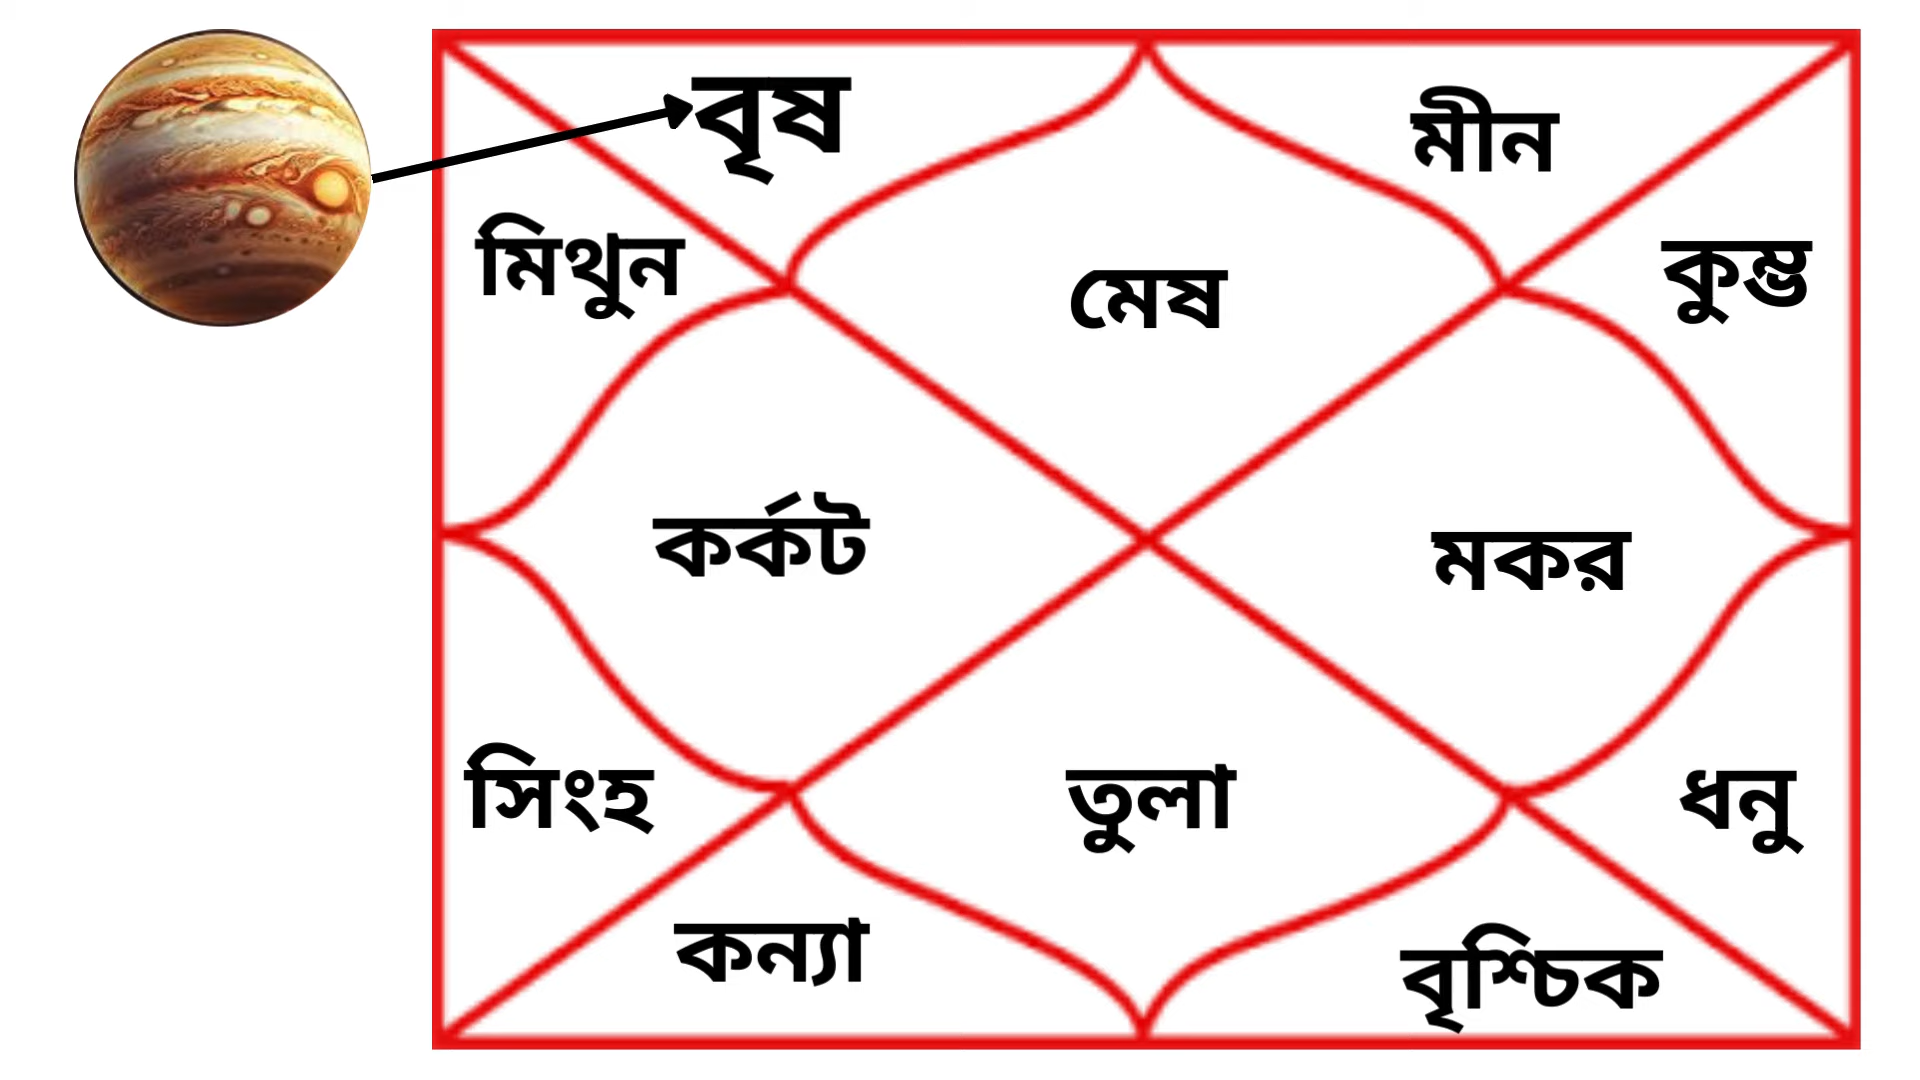 বৃষ
মীন
মিথুন
মেষ
কুম্ভ
কর্কট
মকর
সিংহ
তুলা
ধনু
কন্যা
বৃশ্চিক